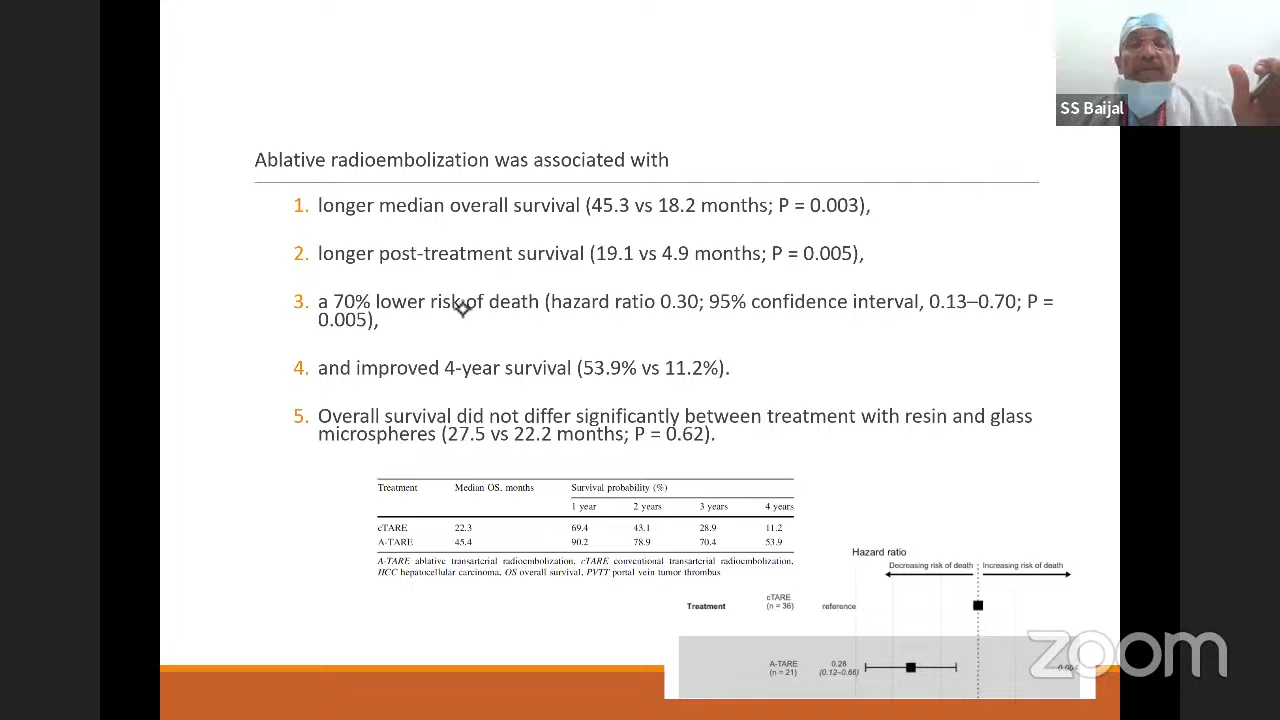 SS Baijal
Ablative radioembolization was associated with
1. longer median overall survival (45.3 vs 18.2 months; P = 0.003),
2. longer post-treatment survival (19.1 vs 4.9 months; P = 0.005),
3. a 70% lower risk of death (hazard ratio 0.30; 95% confidence interval, 0.13–0.70; P =
0.005),
4. and improved 4-year survival (53.9% vs 11.2%).
5. Overall survival did not differ significantly between treatment with resin and glass
microspheres (27.5 vs 22.2 months; P = 0.62).
Treatment Median OS, months Survival probability (%)
1 year 2 years 3 years 4 years
cTARE 22.3 69.4 43.1 28.9 11.2
A-TARE 45.4 90.2 78.9 70.4 53.9
A-TARE ablative transarterial radioembolization, cTARE conventional transarterial radioembolization,
HCC hepatocellular carcinoma, OS overall survival, PVTT portal vein tumor thrombus
Hazard ratio
Decreasing risk of death Increasing risk of death
Treatment cTARE reference
(n = 36)
A-TARE 0.28
(n = 21) (0.12–0.66)
zoom